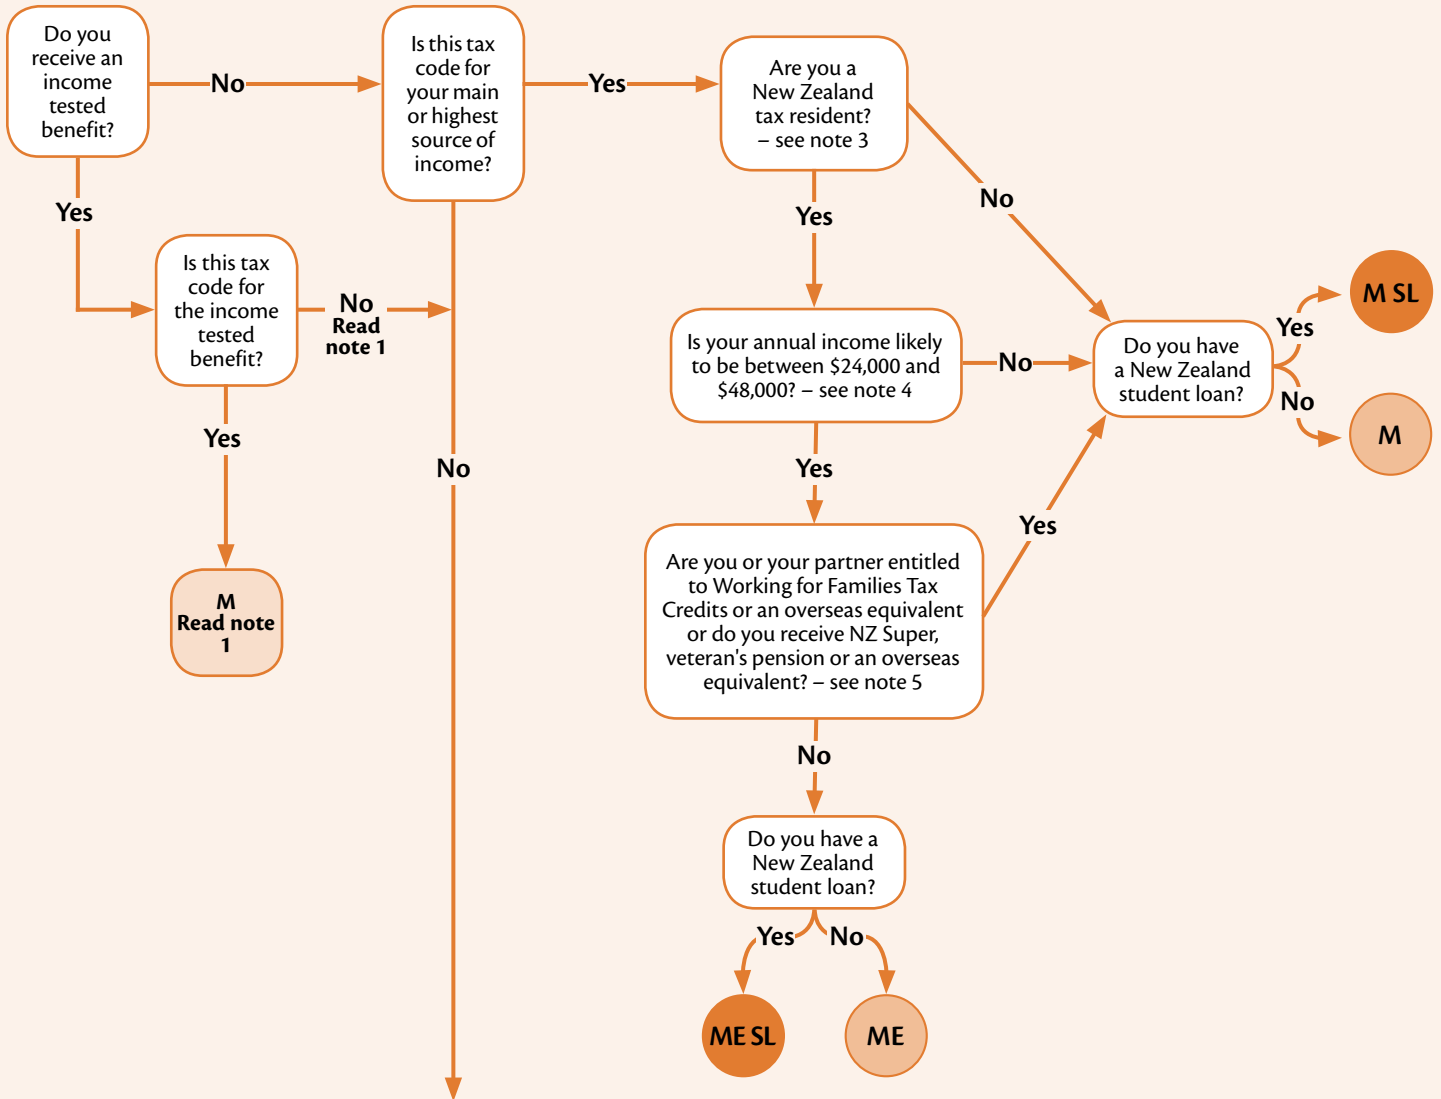 Do you
receive an
income
tested
benefit?
No
Is this tax
code for
your main
or highest
source of
income?
Yes
Are you a
New Zealand
tax resident?
– see note 3
No
Yes
Yes
Is this tax
code for
the income
tested
benefit?
No
Read
note 1
Is your annual income likely
to be between $24,000 and
$48,000? – see note 4
No
Do you have
a New Zealand
student loan?
Yes
M SL
No
M
Yes
No
Yes
M
Read note
1
Are you or your partner entitled
to Working for Families Tax
Credits or an overseas equivalent
or do you receive NZ Super,
veteran's pension or an overseas
equivalent? – see note 5
Yes
No
Do you have a
New Zealand
student loan?
Yes
No
ME SL
ME